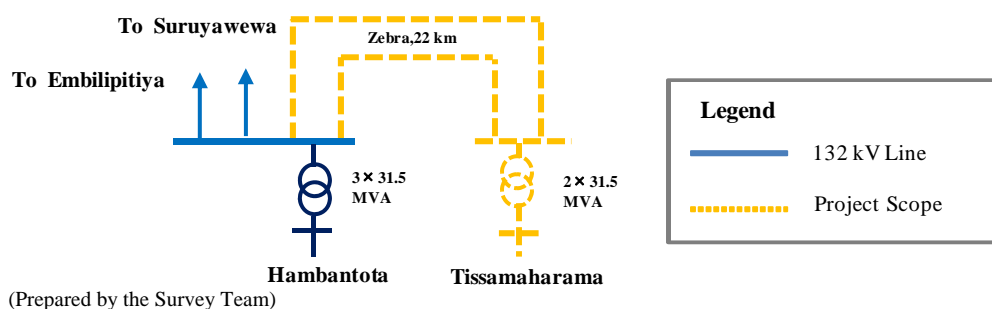 To Suruyawewa
Zebra,22 km
To Embilipitiya
Legend
132 kV Line
3 × 31.5
MVA
2 × 31.5
MVA
Project Scope
Hambantota
Tissamaharama
(Prepared by the Survey Team)